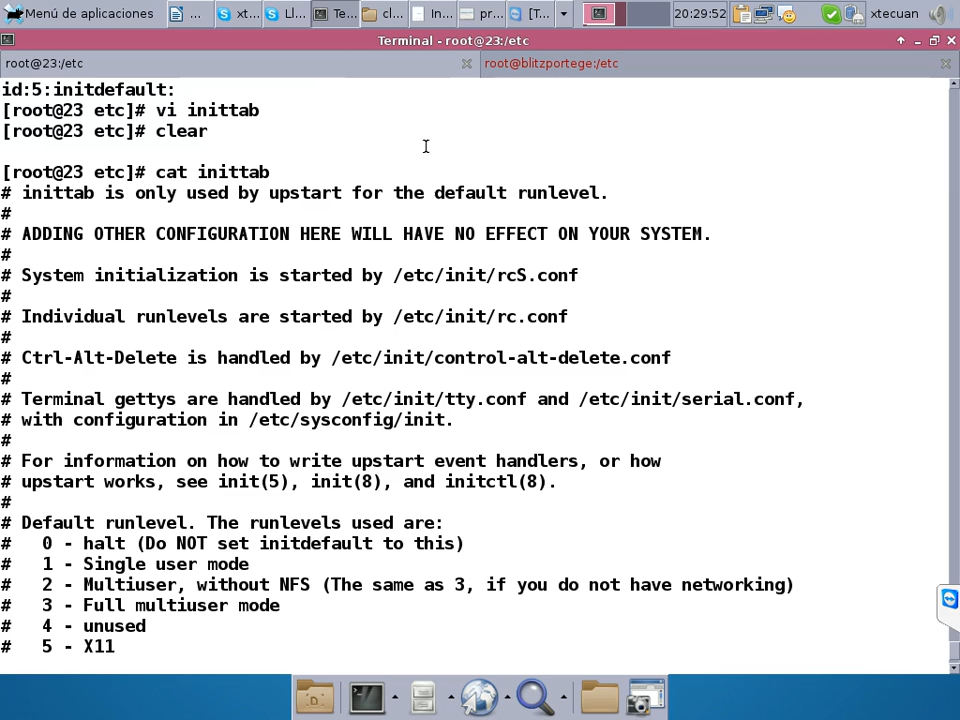 Menú de aplicaciones
...
xt...
Ll...
Te...
cl...
In...
pr...
[T...
20:29:52
xtecuan
Terminal - root@23:/etc
root@23:/etc
root@blitzportege:/etc
id:5:initdefault:
[root@23 etc]# vi inittab
[root@23 etc]# clear
[root@23 etc]# cat inittab
# inittab is only used by upstart for the default runlevel.
#
# ADDING OTHER CONFIGURATION HERE WILL HAVE NO EFFECT ON YOUR SYSTEM.
#
# System initialization is started by /etc/init/rcS.conf
#
# Individual runlevels are started by /etc/init/rc.conf
#
# Ctrl-Alt-Delete is handled by /etc/init/control-alt-delete.conf
#
# Terminal gettys are handled by /etc/init/tty.conf and /etc/init/serial.conf,
# with configuration in /etc/sysconfig/init.
#
# For information on how to write upstart event handlers, or how
# upstart works, see init(5), init(8), and initctl(8).
#
# Default runlevel. The runlevels used are:
#   0 - halt (Do NOT set initdefault to this)
#   1 - Single user mode
#   2 - Multiuser, without NFS (The same as 3, if you do not have networking)
#   3 - Full multiuser mode
#   4 - unused
#   5 - X11